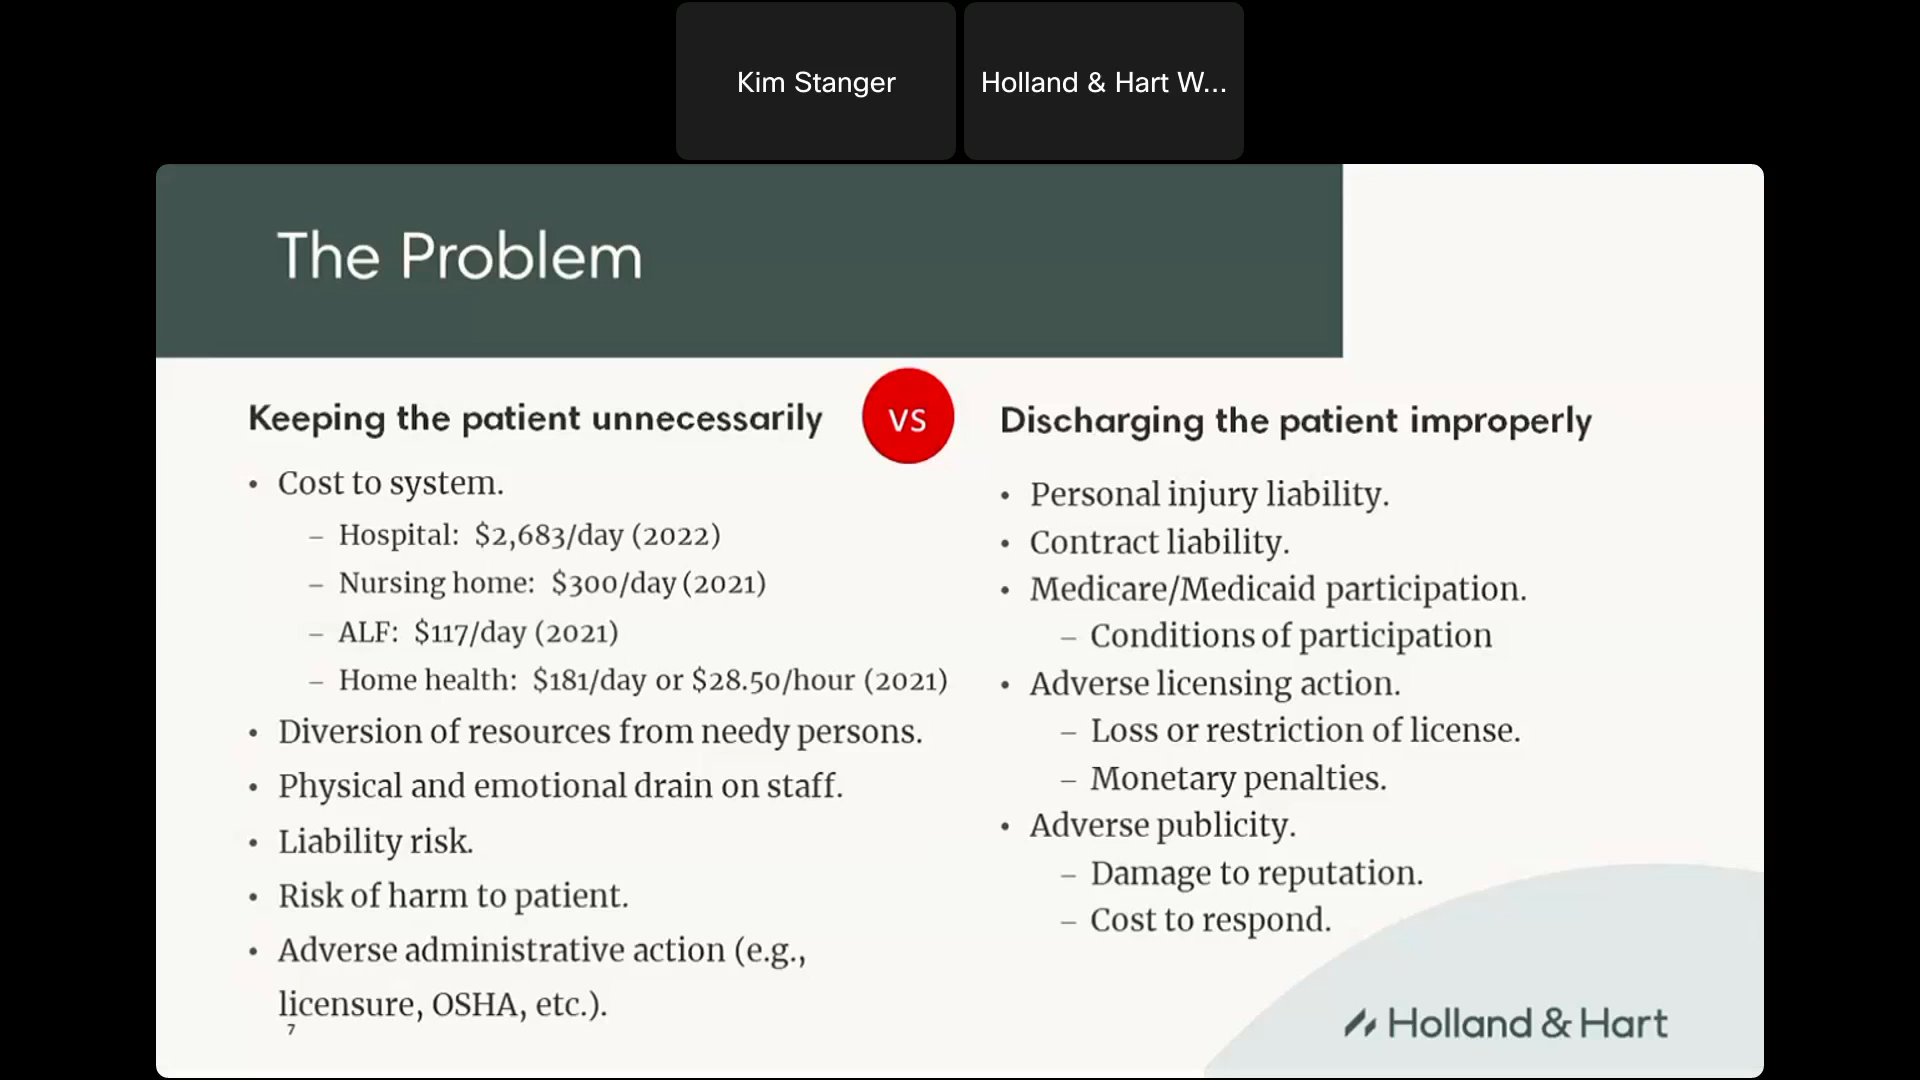 Kim Stanger
Holland & Hart W...
The Problem
Keeping the patient unnecessarily
VS
Discharging the patient improperly
• Cost to system.
– Hospital: $2,683/day (2022)
– Nursing home: $300/day (2021)
– ALF: $117/day (2021)
– Home health: $181/day or $28.50/hour (2021)
• Diversion of resources from needy persons.
• Physical and emotional drain on staff.
• Liability risk.
• Risk of harm to patient.
• Adverse administrative action (e.g.,
licensure, OSHA, etc.).
• Personal injury liability.
• Contract liability.
• Medicare/Medicaid participation.
– Conditions of participation
• Adverse licensing action.
– Loss or restriction of license.
– Monetary penalties.
• Adverse publicity.
– Damage to reputation.
– Cost to respond.
7
Holland & Hart